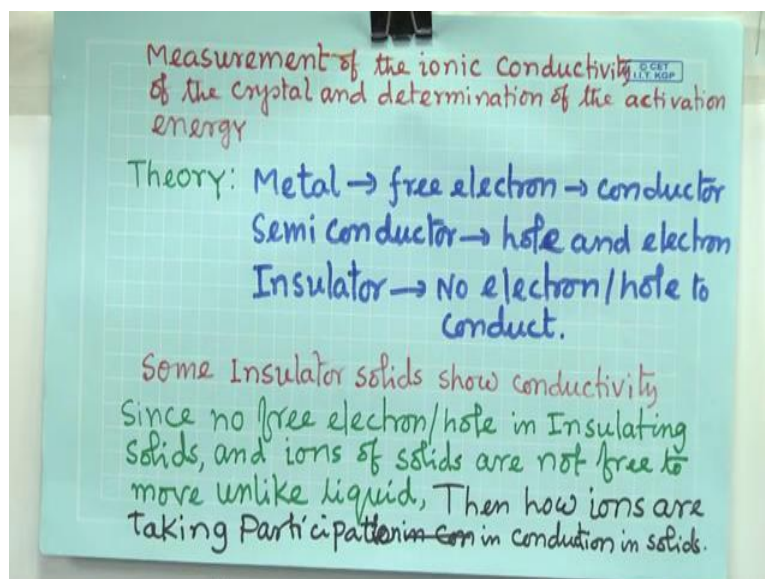 Measurement of the ionic conductivity
© CET
I.I.T. KGP
of the crystal and determination of the activation
energy
Theory: Metal → free electron → conductor
Semi conductor → hole and electron
Insulator → No electron/hole to
conduct.
Some Insulator solids show conductivity
Since no free electron/hole in Insulating
solids, and ions of solids are not free to
move unlike liquid, Then how ions are
taking Participat in conduction in solids.